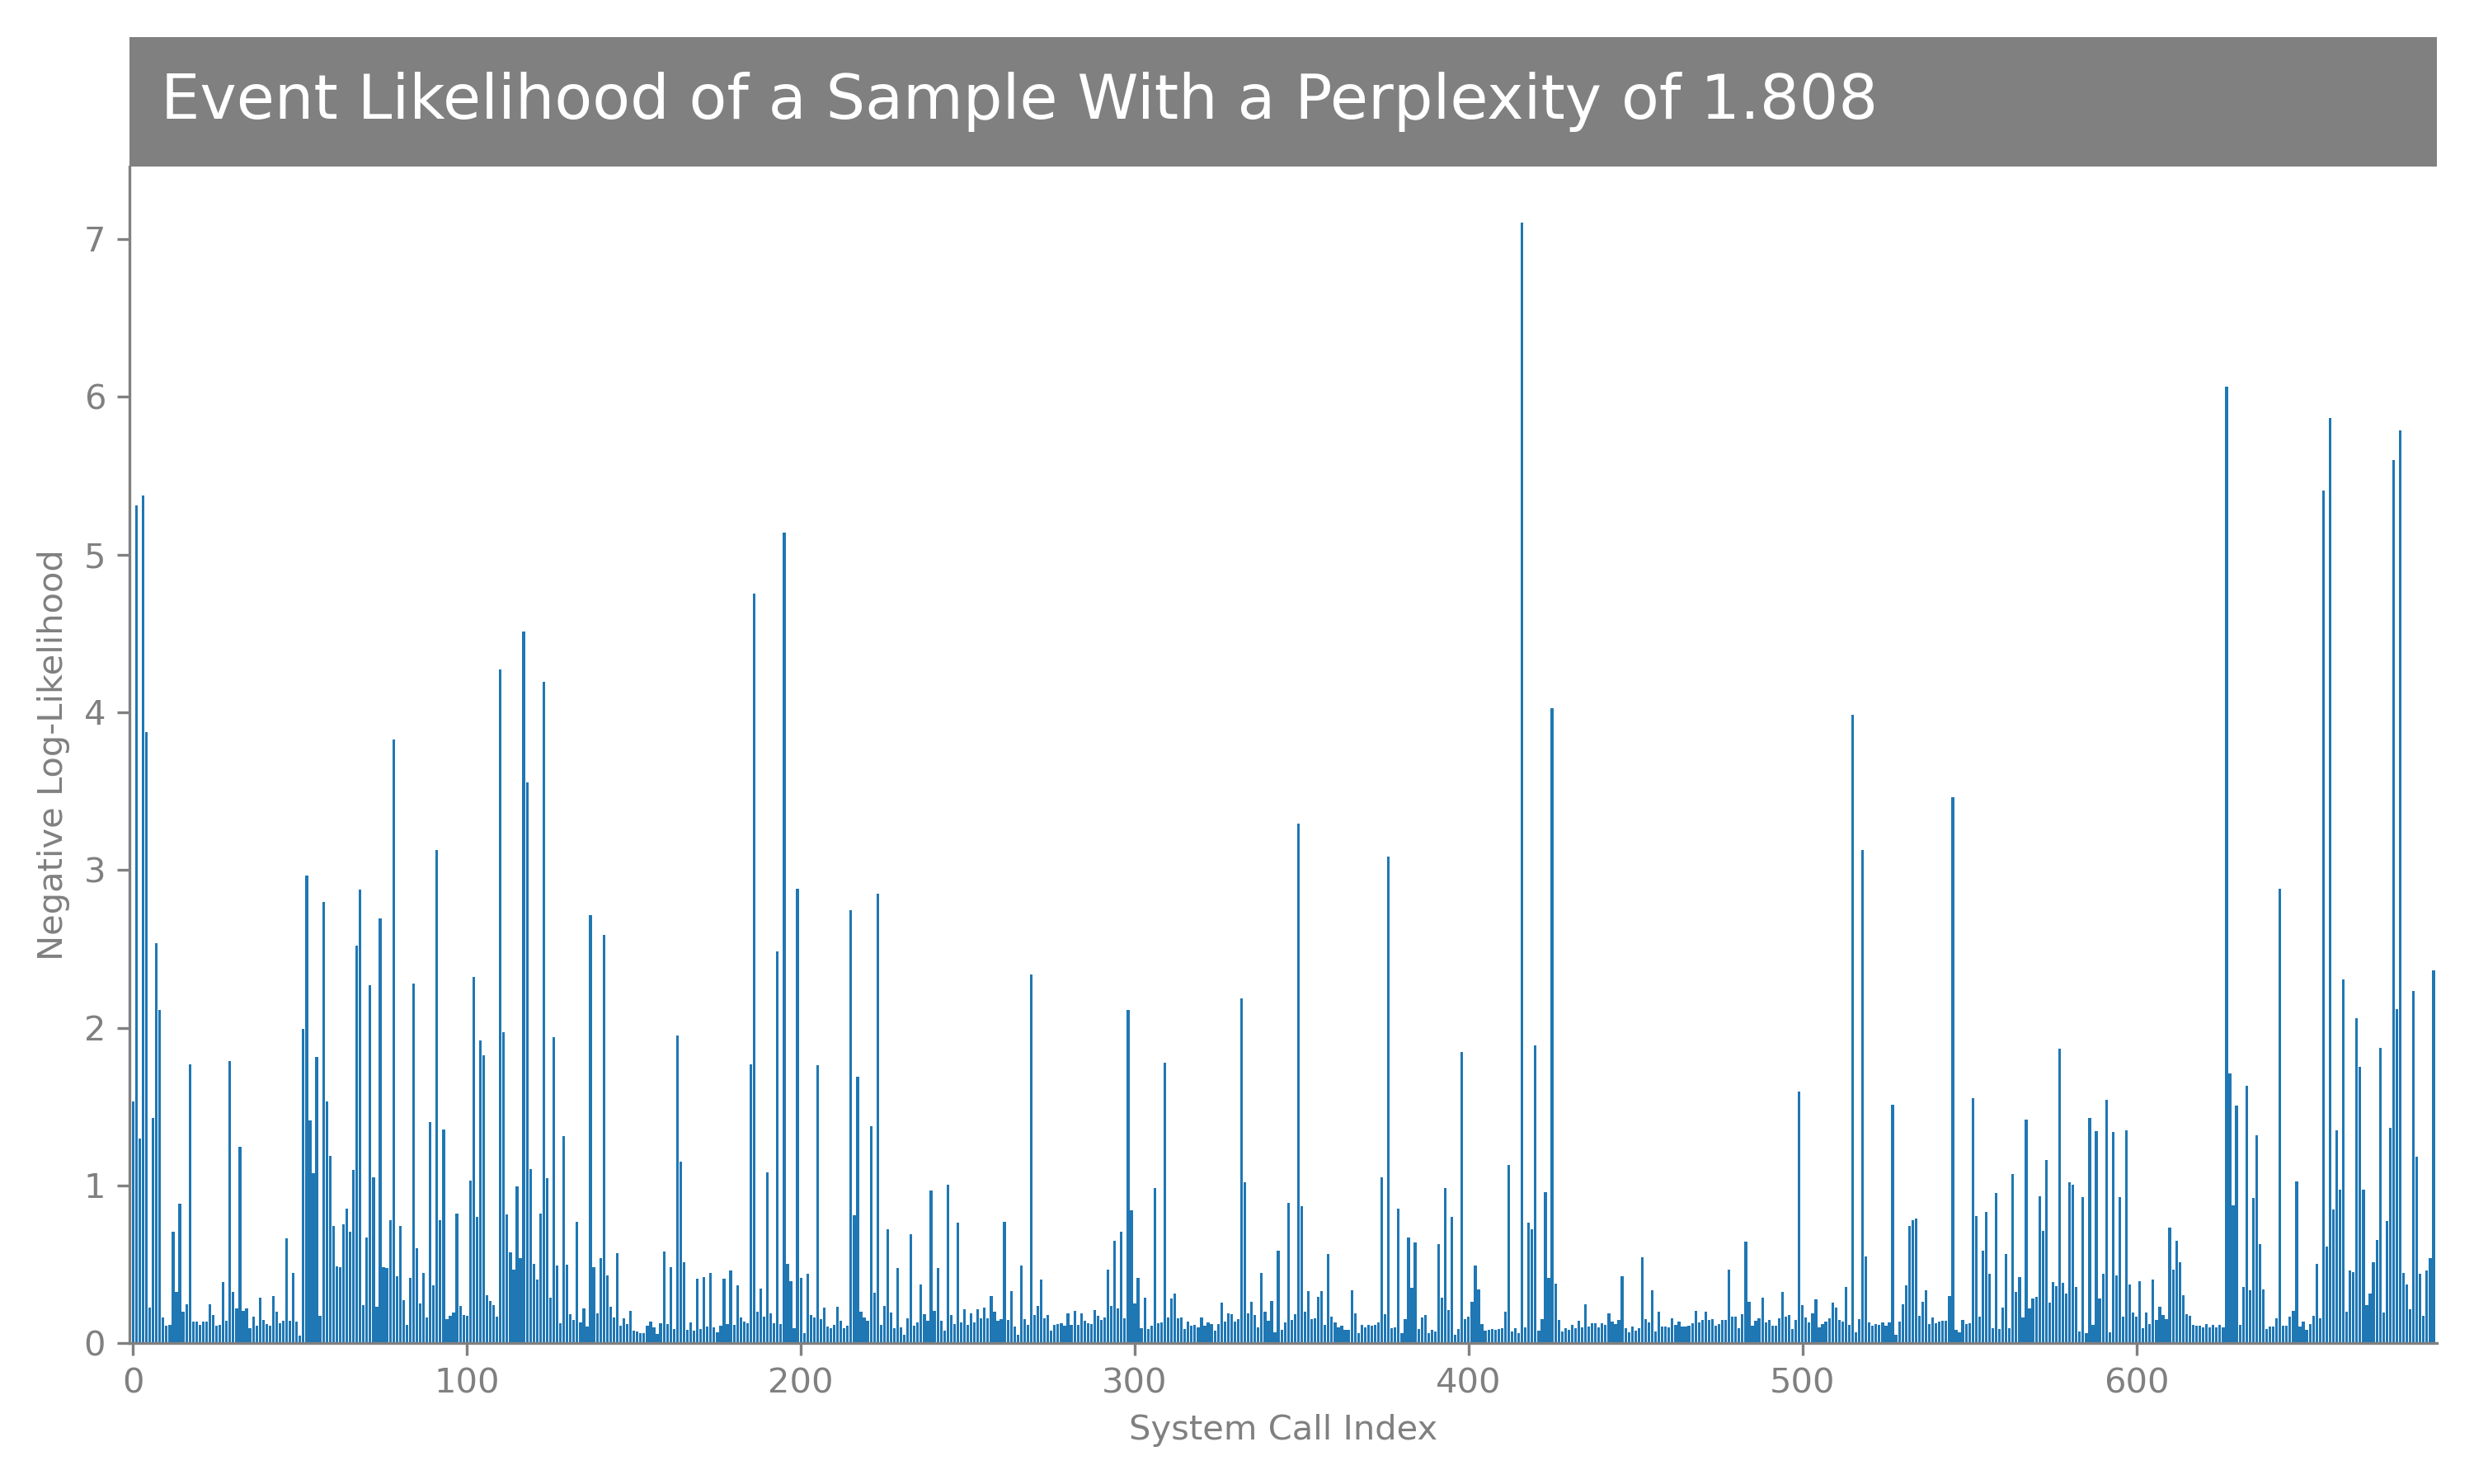 Event Likelihood of a Sample With a Perplexity of 1.808
Negative Log-Likelihood
7
6
5
4
3
2
1
0
0 100 200 300 400 500 600
System Call Index